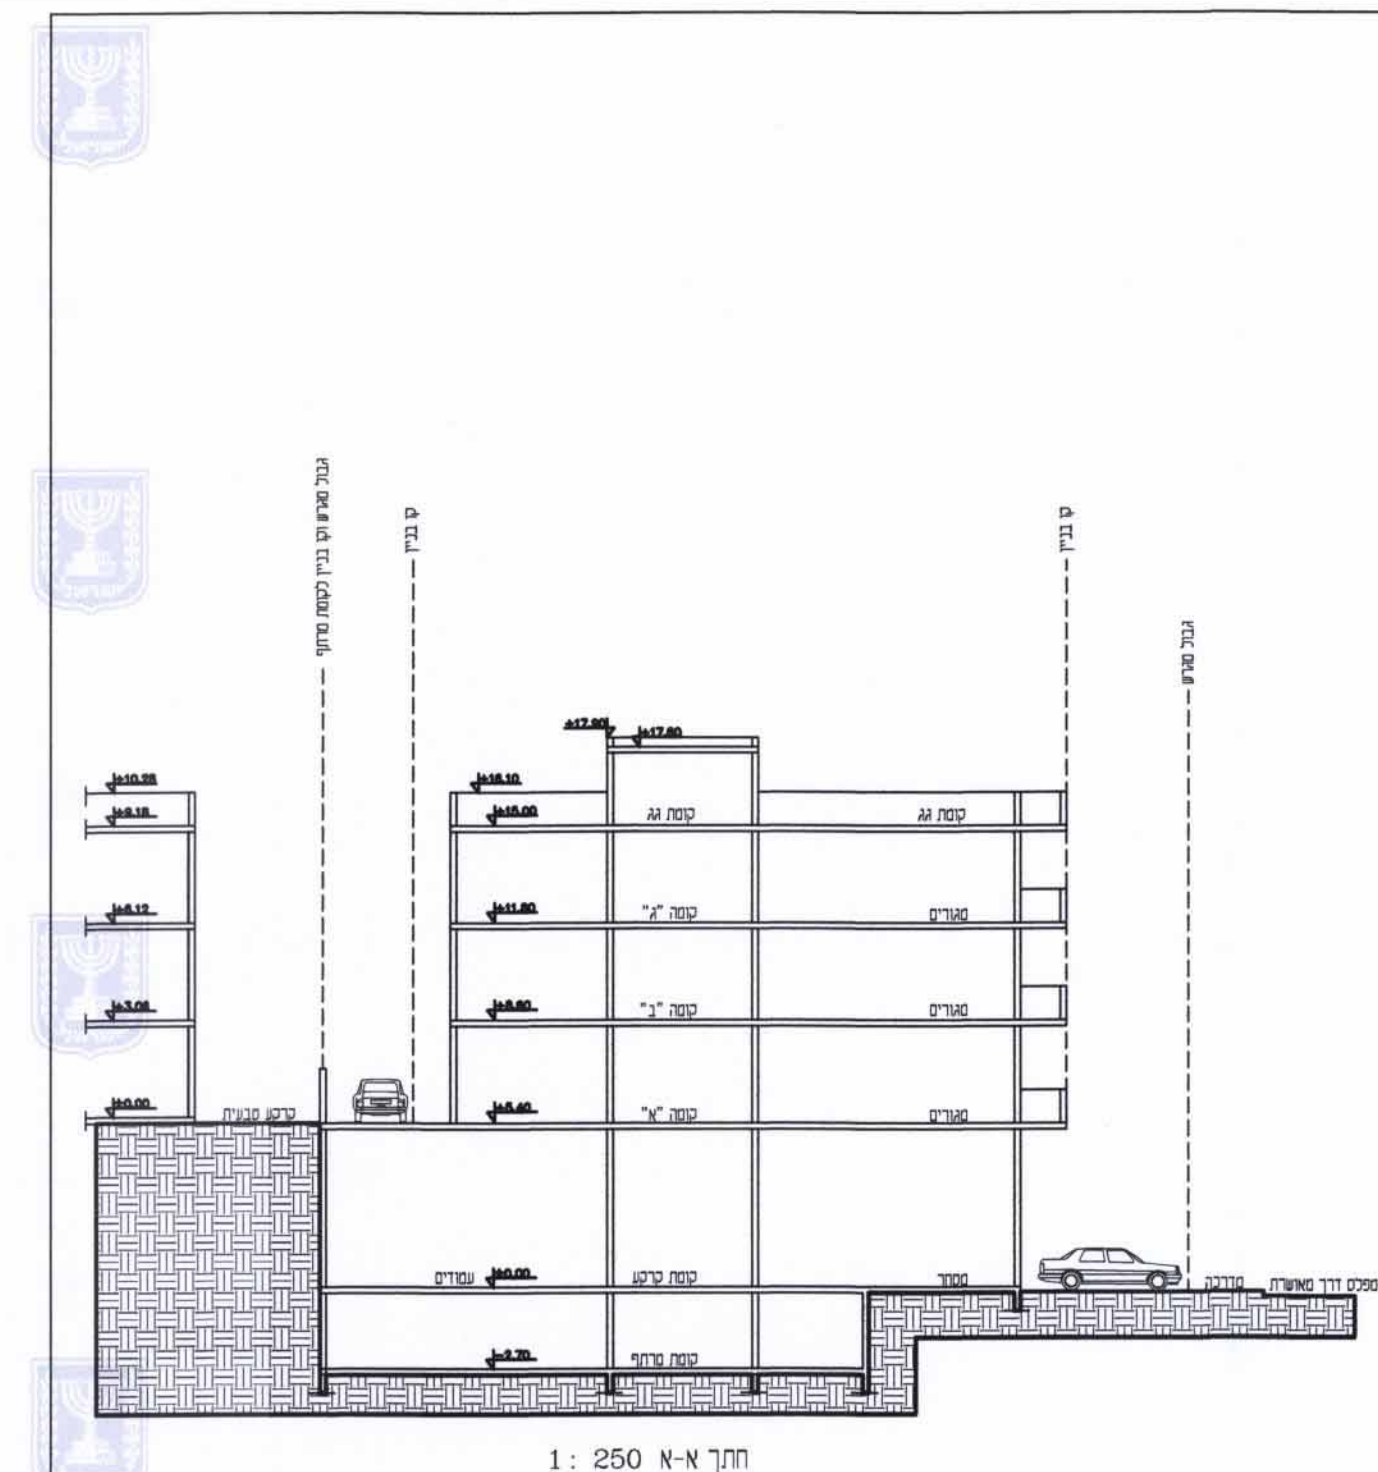 גבול מגרש וקו בניין לקומת מרתף
קו בניין
קו בניין
גבול מגרש
+17.90
+17.60
+10.28
+16.10
+9.18
+15.00
קומת גג
קומת גג
+6.12
+11.80
קומה "ג"
מגורים
+3.06
+8.60
קומה "ב"
מגורים
+0.00
קרקע טבעית
+5.40
קומה "א"
מגורים
עמודים
+0.00
קומת קרקע
מסחר
מדרכה
מפלס דרך מאושרת
-2.70
קומת מרתף
חתך א-א 250 : 1